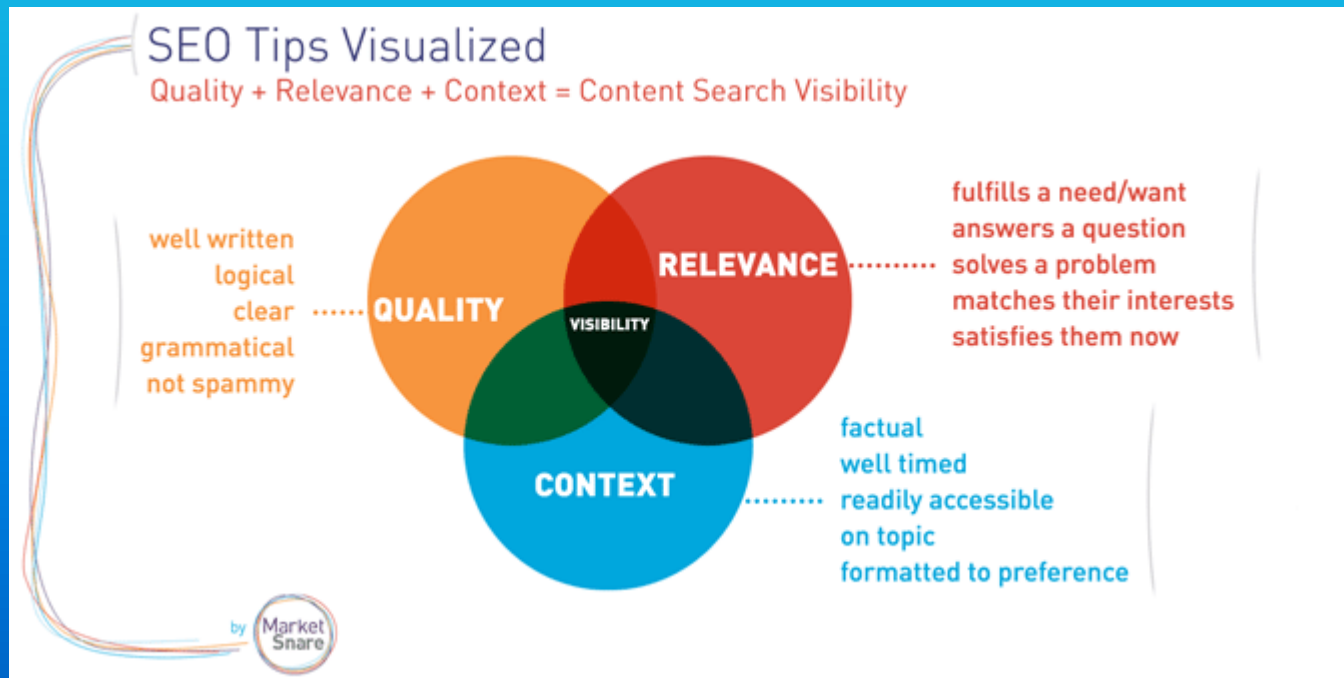 SEO Tips Visualized
Quality + Relevance + Context = Content Search Visibility
well written
logical
clear
grammatical
not spammy
QUALITY
RELEVANCE
VISIBILITY
CONTEXT
fulfills a need/want
answers a question
solves a problem
matches their interests
satisfies them now
factual
well timed
readily accessible
on topic
formatted to preference
by
Market
Snare